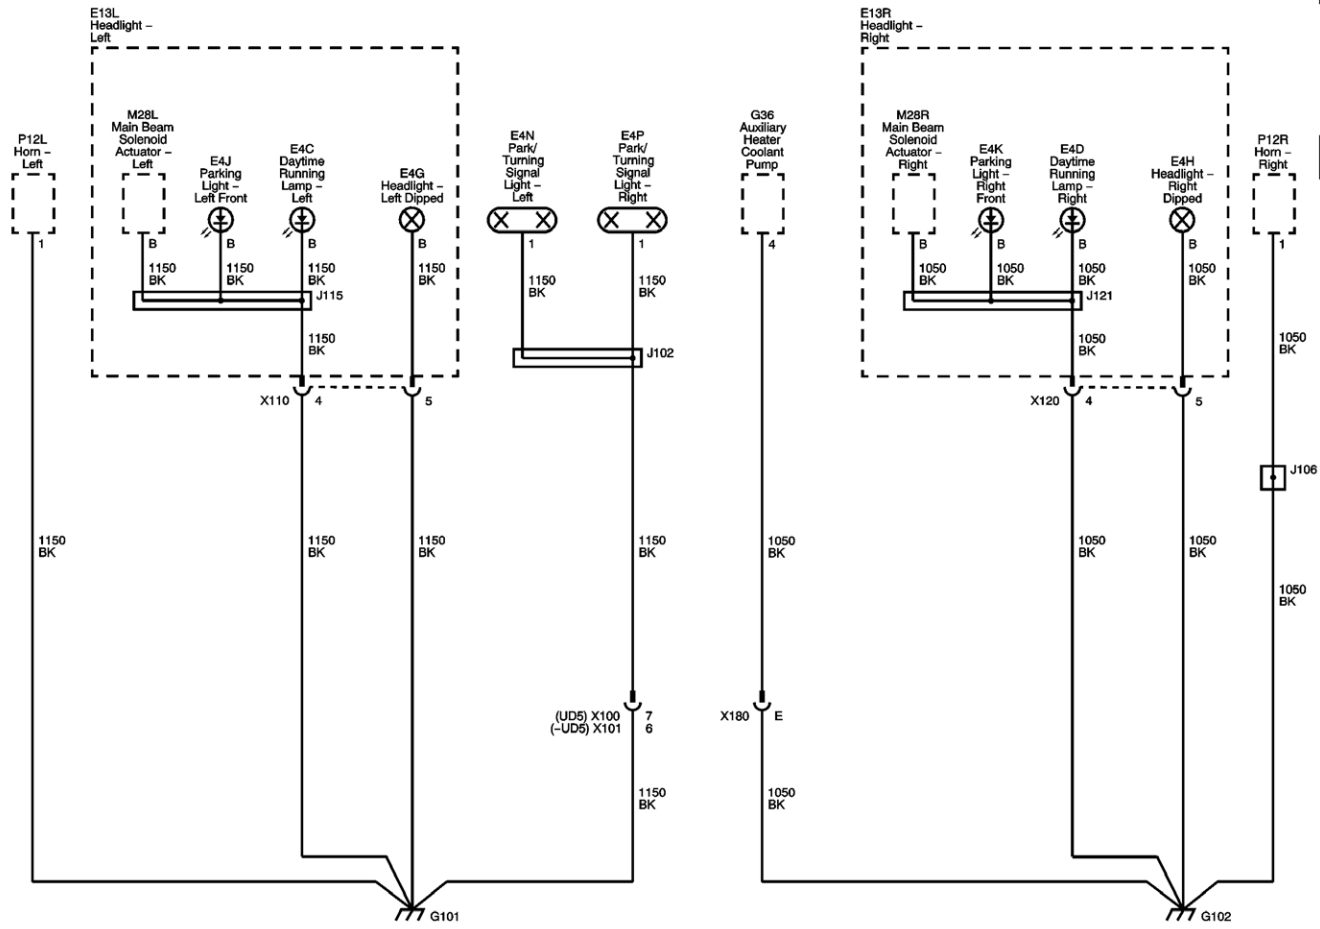 E13L
Headlight –
Left
E13R
Headlight –
Right
P12L
Horn –
Left
M28L
Main Beam
Solenoid
Actuator –
Left
E4J
Parking
Light –
Left Front
E4C
Daytime
Running
Lamp –
Left
E4G
Headlight –
Left Dipped
E4N
Park/
Turning
Signal
Light –
Left
E4P
Park/
Turning
Signal
Light –
Right
G36
Auxiliary
Heater
Coolant
Pump
M28R
Main Beam
Solenoid
Actuator –
Right
E4K
Parking
Light –
Right
Front
E4D
Daytime
Running
Lamp –
Right
E4H
Headlight –
Right
Dipped
P12R
Horn –
Right
1
B
B
B
B
1
1
4
B
B
B
B
1
1150
BK
1150
BK
1150
BK
1150
BK
1150
BK
1150
BK
1050
BK
1050
BK
1050
BK
1050
BK
J115
J121
1150
BK
J102
1050
BK
1050
BK
X110
4
5
X120
4
5
J106
1150
BK
1150
BK
1150
BK
1150
BK
1050
BK
1050
BK
1050
BK
1050
BK
(UD5) X100
7
(–UD5) X101
6
X180
E
1150
BK
1050
BK
G101
G102